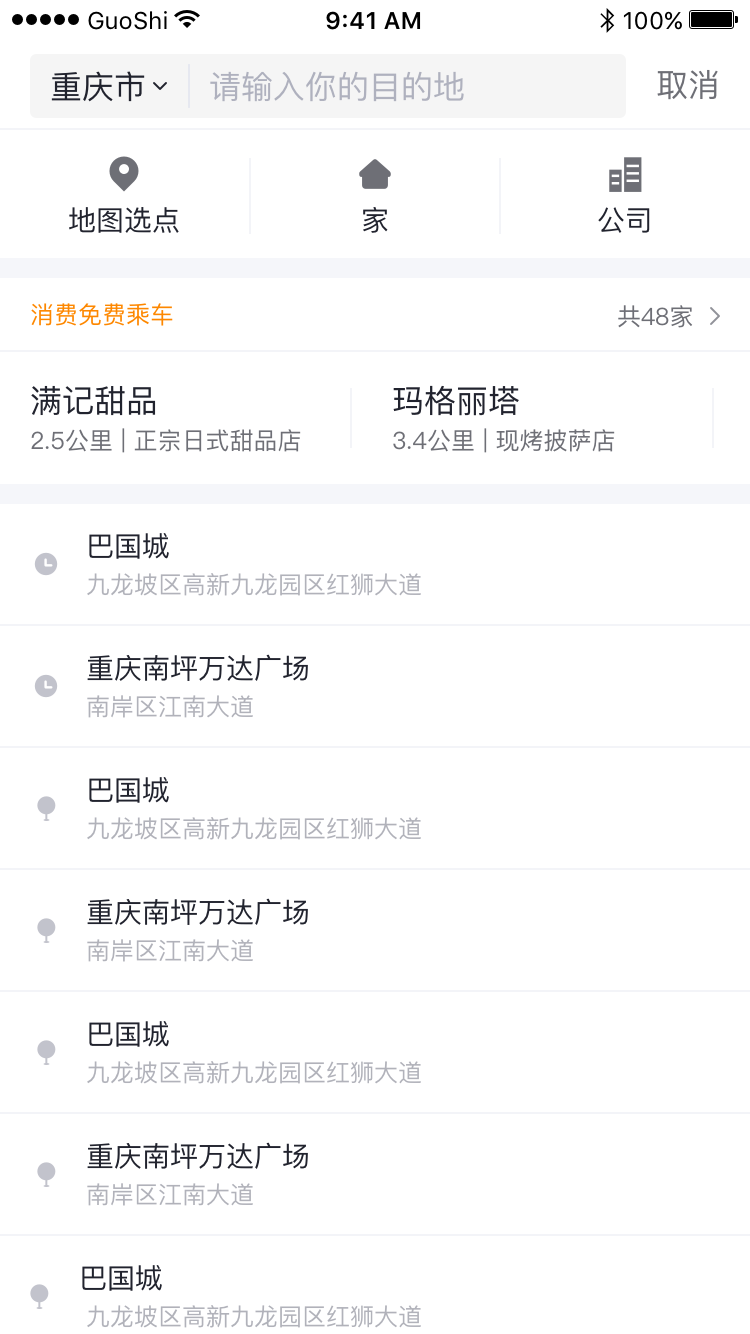 GuoShi 9:41 AM 100%
重庆市 请输入你的目的地 取消
地图选点 家 公司
消费免费乘车 共48家
满记甜品 玛格丽塔
2.5公里 | 正宗日式甜品店 3.4公里 | 现烤披萨店
巴国城
九龙坡区高新九龙园区红狮大道
重庆南坪万达广场
南岸区江南大道
巴国城
九龙坡区高新九龙园区红狮大道
重庆南坪万达广场
南岸区江南大道
巴国城
九龙坡区高新九龙园区红狮大道
重庆南坪万达广场
南岸区江南大道
巴国城
九龙坡区高新九龙园区红狮大道